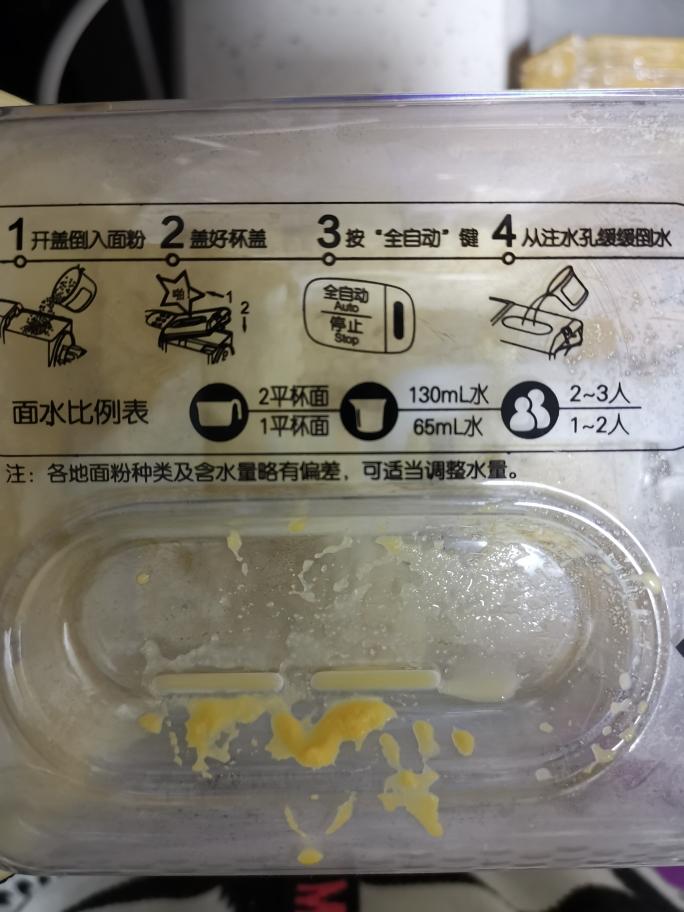 1 开盖倒入面粉 2 盖好杯盖 3 按“全自动”键 4 从注水孔缓缓倒水
啪
1
2
全自动
Auto
停止
Stop
面水比例表
2平杯面 130mL水 2~3人
1平杯面 65mL水 1~2人
注：各地面粉种类及含水量略有偏差，可适当调整水量。
M